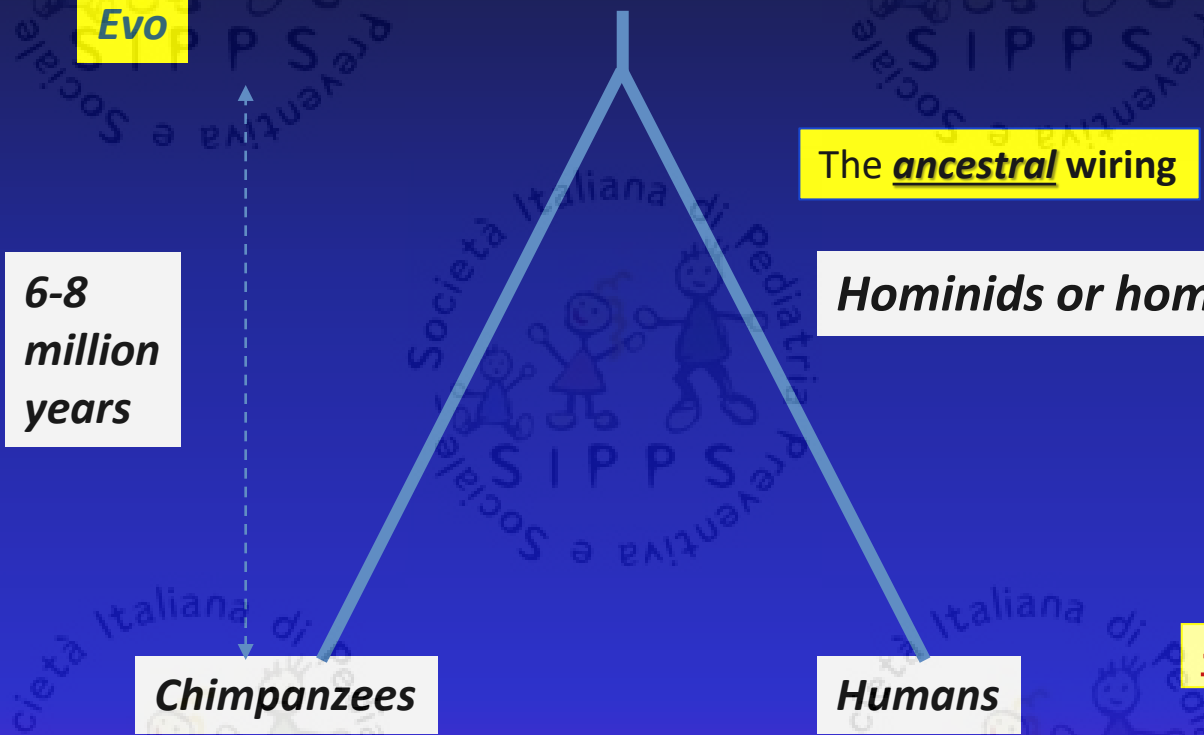 Evo
The ancestral wiring
Hominids or hom
6-8
million
years
Chimpanzees
Humans
Società Italiana di Pediatria
Preventiva e Sociale
SIPPS